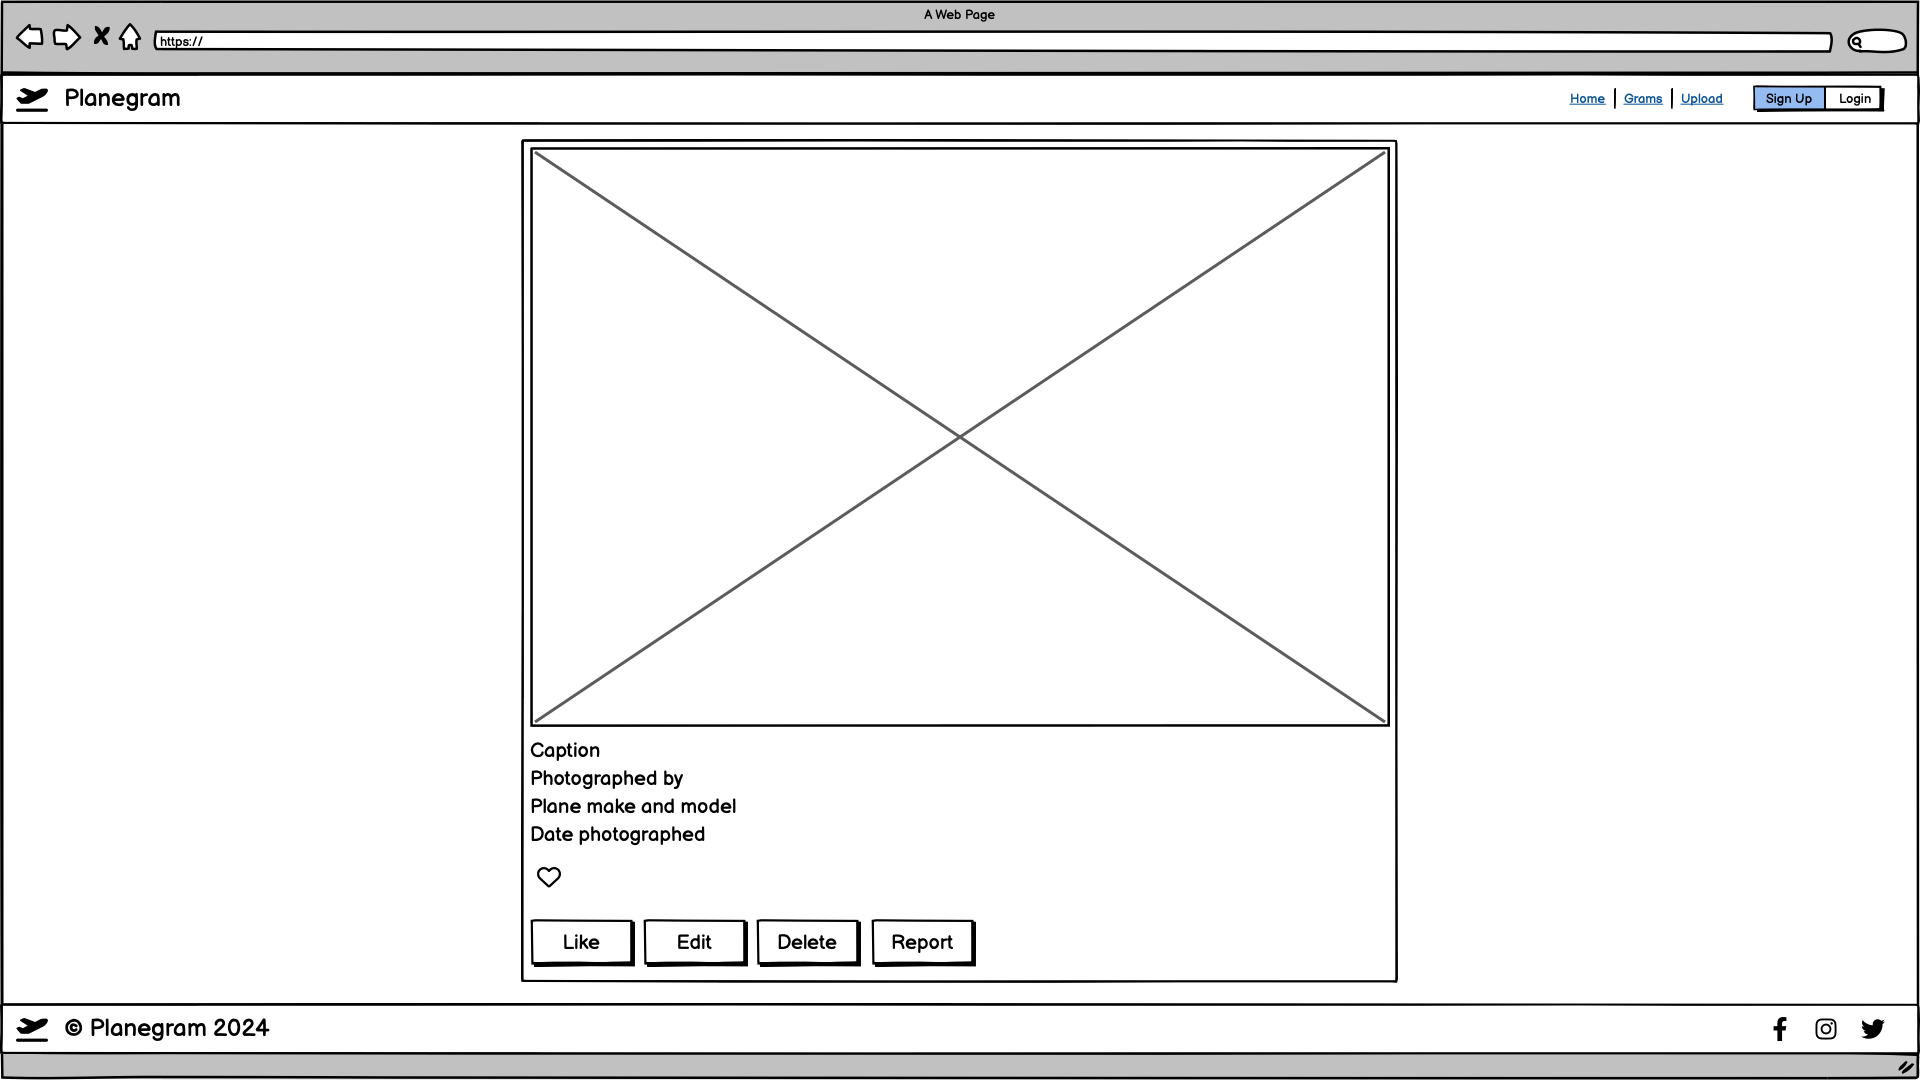 A Web Page
https://
Planegram
Home Grams Upload Sign Up Login
Caption
Photographed by
Plane make and model
Date photographed
Like Edit Delete Report
© Planegram 2024